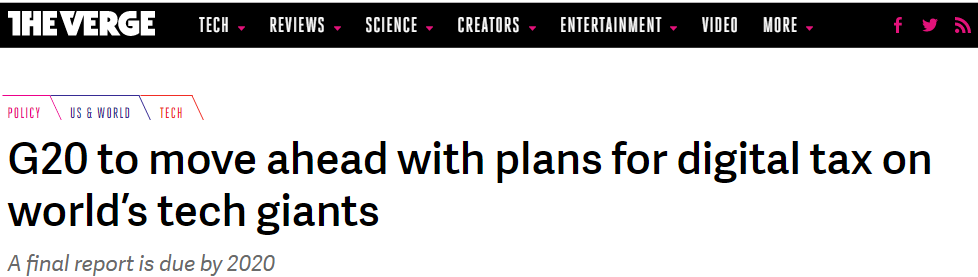 THE VERGE TECH REVIEWS SCIENCE CREATORS ENTERTAINMENT VIDEO MORE
POLICY US & WORLD TECH
G20 to move ahead with plans for digital tax on
world's tech giants
A final report is due by 2020